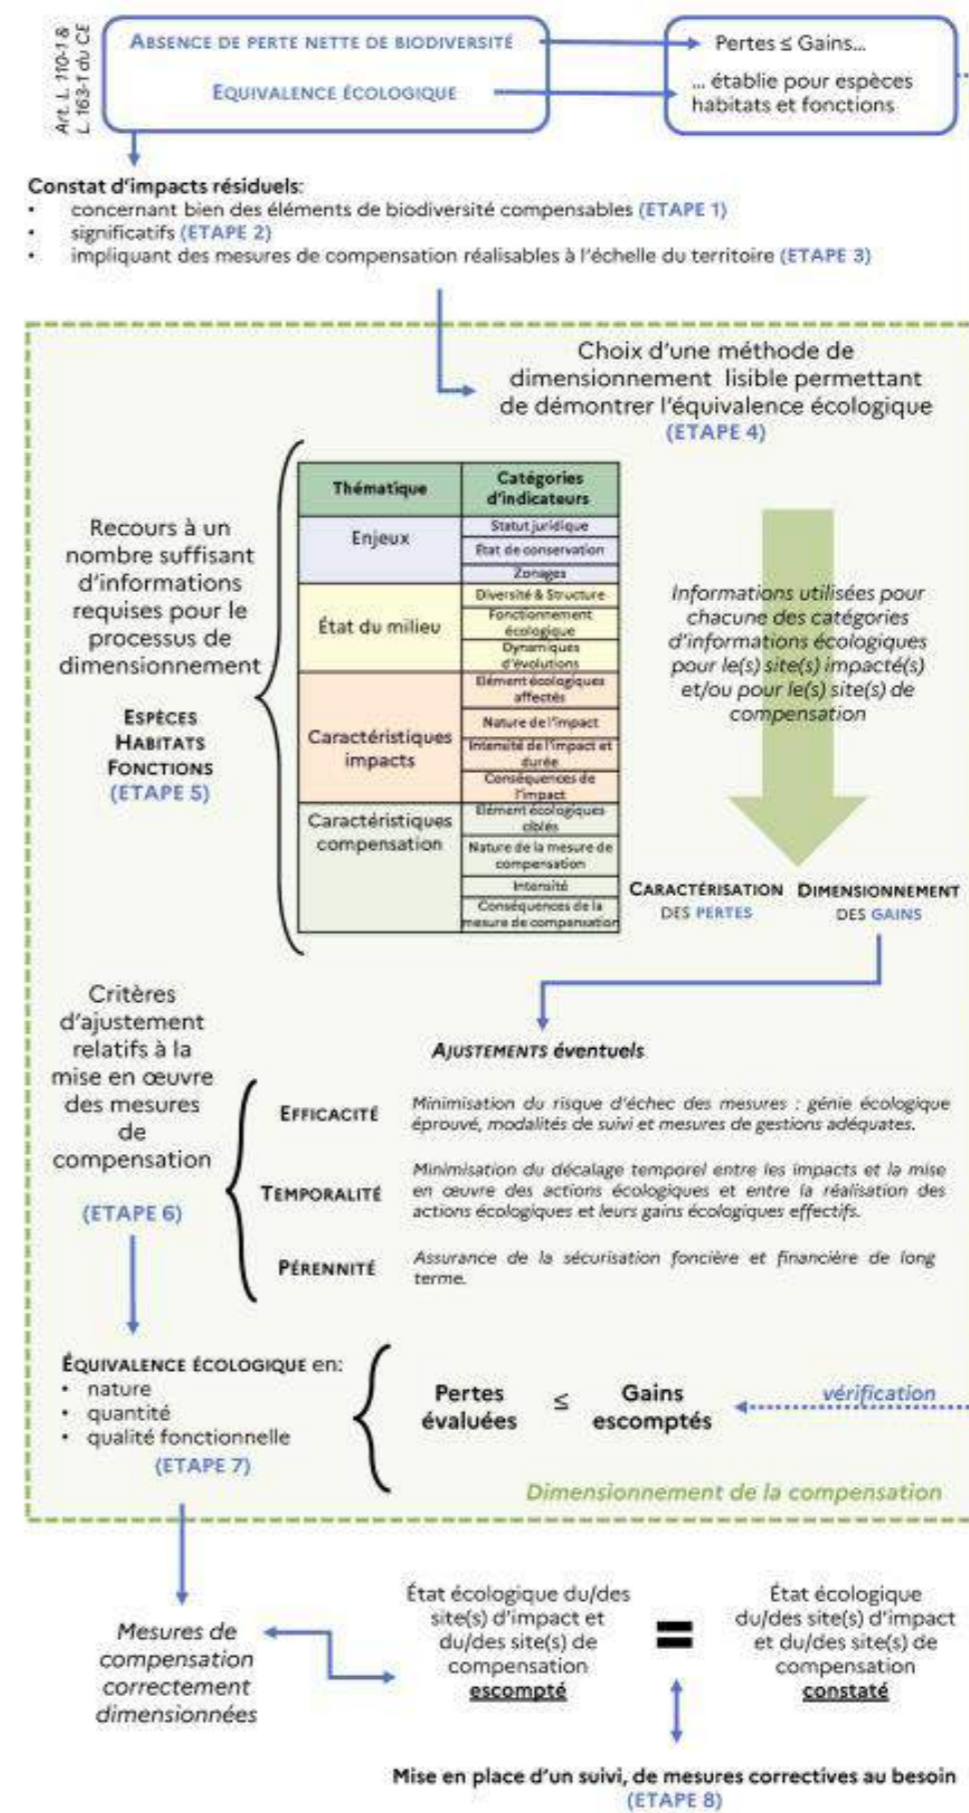 Art. L. 110-1 &
L. 163-1 du CE
ABSENCE DE PERTE NETTE DE BIODIVERSITÉ
EQUIVALENCE ÉCOLOGIQUE
Pertes ≤ Gains...
... établie pour espèces
habitats et fonctions
Constat d'impacts résiduels:
• concernant bien des éléments de biodiversité compensables (ETAPE 1)
• significatifs (ETAPE 2)
• impliquant des mesures de compensation réalisables à l'échelle du territoire (ETAPE 3)
Choix d'une méthode de
dimensionnement lisible permettant
de démontrer l'équivalence écologique
(ETAPE 4)
Recours à un
nombre suffisant
d'informations
requises pour le
processus de
dimensionnement
ESPÈCES
HABITATS
FONCTIONS
(ETAPE 5)
Thématique
Catégories
d'indicateurs
Enjeux
Statut juridique
État de conservation
Zonages
État du milieu
Diversité & Structure
Fonctionnement
écologique
Dynamiques
d'évolutions
Caractéristiques
impacts
Elément écologiques
affectés
Nature de l'impact
Intensité de l'impact et
durée
Conséquences de
l'impact
Caractéristiques
compensation
Elément écologiques
ciblés
Nature de la mesure de
compensation
Intensité
Conséquences de la
mesure de compensation
Informations utilisées pour
chacune des catégories
d'informations écologiques
pour le(s) site(s) impacté(s)
et/ou pour le(s) site(s) de
compensation
CARACTÉRISATION
DES PERTES
DIMENSIONNEMENT
DES GAINS
Critères
d'ajustement
relatifs à la
mise en œuvre
des mesures
de
compensation
(ETAPE 6)
AJUSTEMENTS éventuels
EFFICACITÉ
Minimisation du risque d'échec des mesures : génie écologique
éprouvé, modalités de suivi et mesures de gestions adéquates.
TEMPORALITÉ
Minimisation du décalage temporel entre les impacts et la mise
en œuvre des actions écologiques et entre la réalisation des
actions écologiques et leurs gains écologiques effectifs.
PÉRENNITÉ
Assurance de la sécurisation foncière et financière de long
terme.
ÉQUIVALENCE ÉCOLOGIQUE en:
• nature
• quantité
• qualité fonctionnelle
(ETAPE 7)
Pertes
évaluées
≤
Gains
escomptés
vérification
Dimensionnement de la compensation
Mesures de
compensation
correctement
dimensionnées
État écologique du/des
site(s) d'impact et
du/des site(s) de
compensation
escompté
=
État écologique
du/des site(s) d'impact
et du/des site(s) de
compensation
constaté
Mise en place d'un suivi, de mesures correctives au besoin
(ETAPE 8)